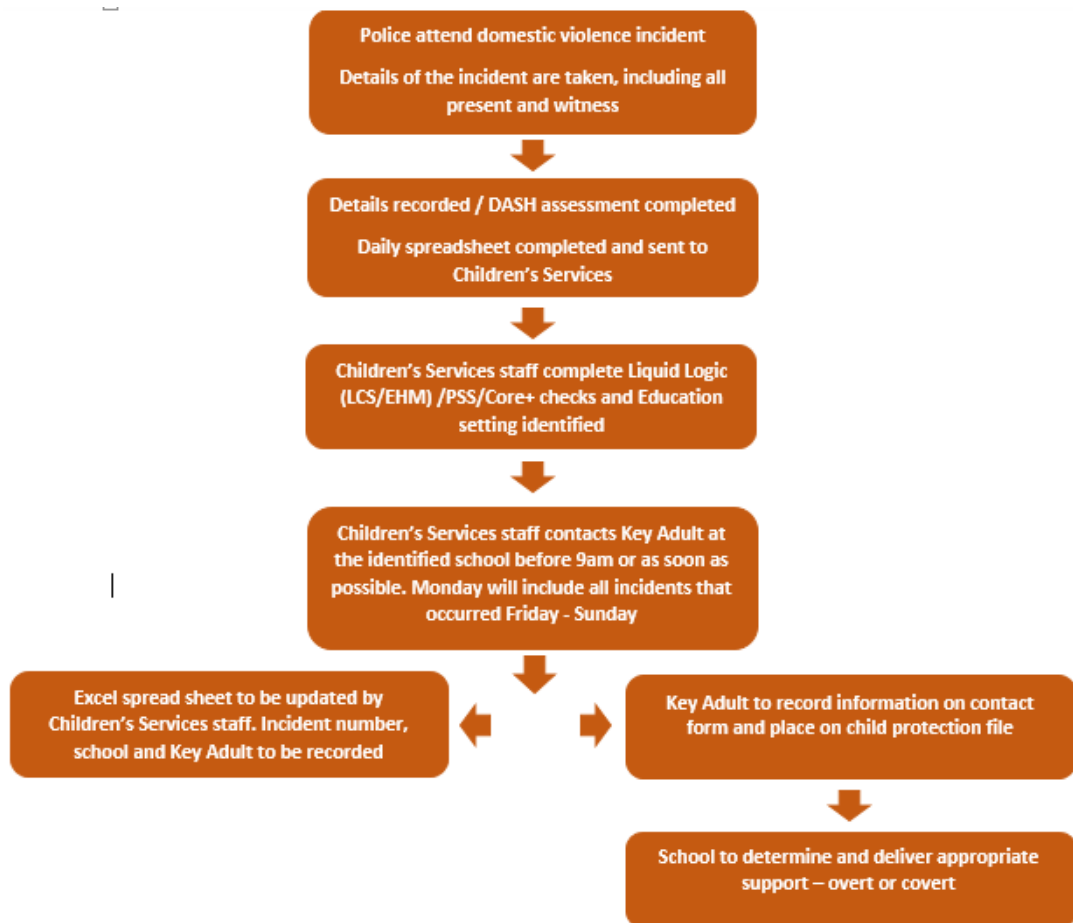 Police attend domestic violence incident
Details of the incident are taken, including all
present and witness
Details recorded / DASH assessment completed
Daily spreadsheet completed and sent to
Children's Services
Children's Services staff complete Liquid Logic
(LCS/EHM) /PSS/Core+ checks and Education
setting identified
Children's Services staff contacts Key Adult at
the identified school before 9am or as soon as
possible. Monday will include all incidents that
occurred Friday - Sunday
Excel spread sheet to be updated by
Children's Services staff. Incident number,
school and Key Adult to be recorded
Key Adult to record information on contact
form and place on child protection file
School to determine and deliver appropriate
support – overt or covert